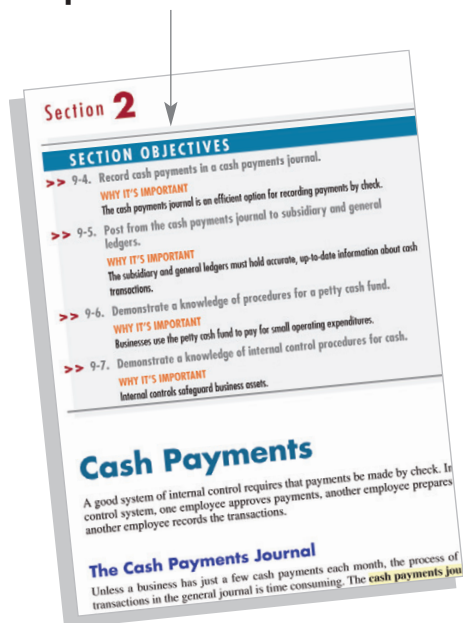 Section 2
SECTION OBJECTIVES
>> 9-4. Record cash payments in a cash payments journal.
WHY IT'S IMPORTANT
The cash payments journal is an efficient option for recording payments by check.
>> 9-5. Post from the cash payments journal to subsidiary and general
ledgers.
WHY IT'S IMPORTANT
The subsidiary and general ledgers must hold accurate, up-to-date information about cash
transactions.
>> 9-6. Demonstrate a knowledge of procedures for a petty cash fund.
WHY IT'S IMPORTANT
Businesses use the petty cash fund to pay for small operating expenditures.
>> 9-7. Demonstrate a knowledge of internal control procedures for cash.
WHY IT'S IMPORTANT
Internal controls safeguard business assets.
Cash Payments
A good system of internal control requires that payments be made by check. In
control system, one employee approves payments, another employee prepares
another employee records the transactions.
The Cash Payments Journal
Unless a business has just a few cash payments each month, the process of
transactions in the general journal is time consuming. The cash payments jou